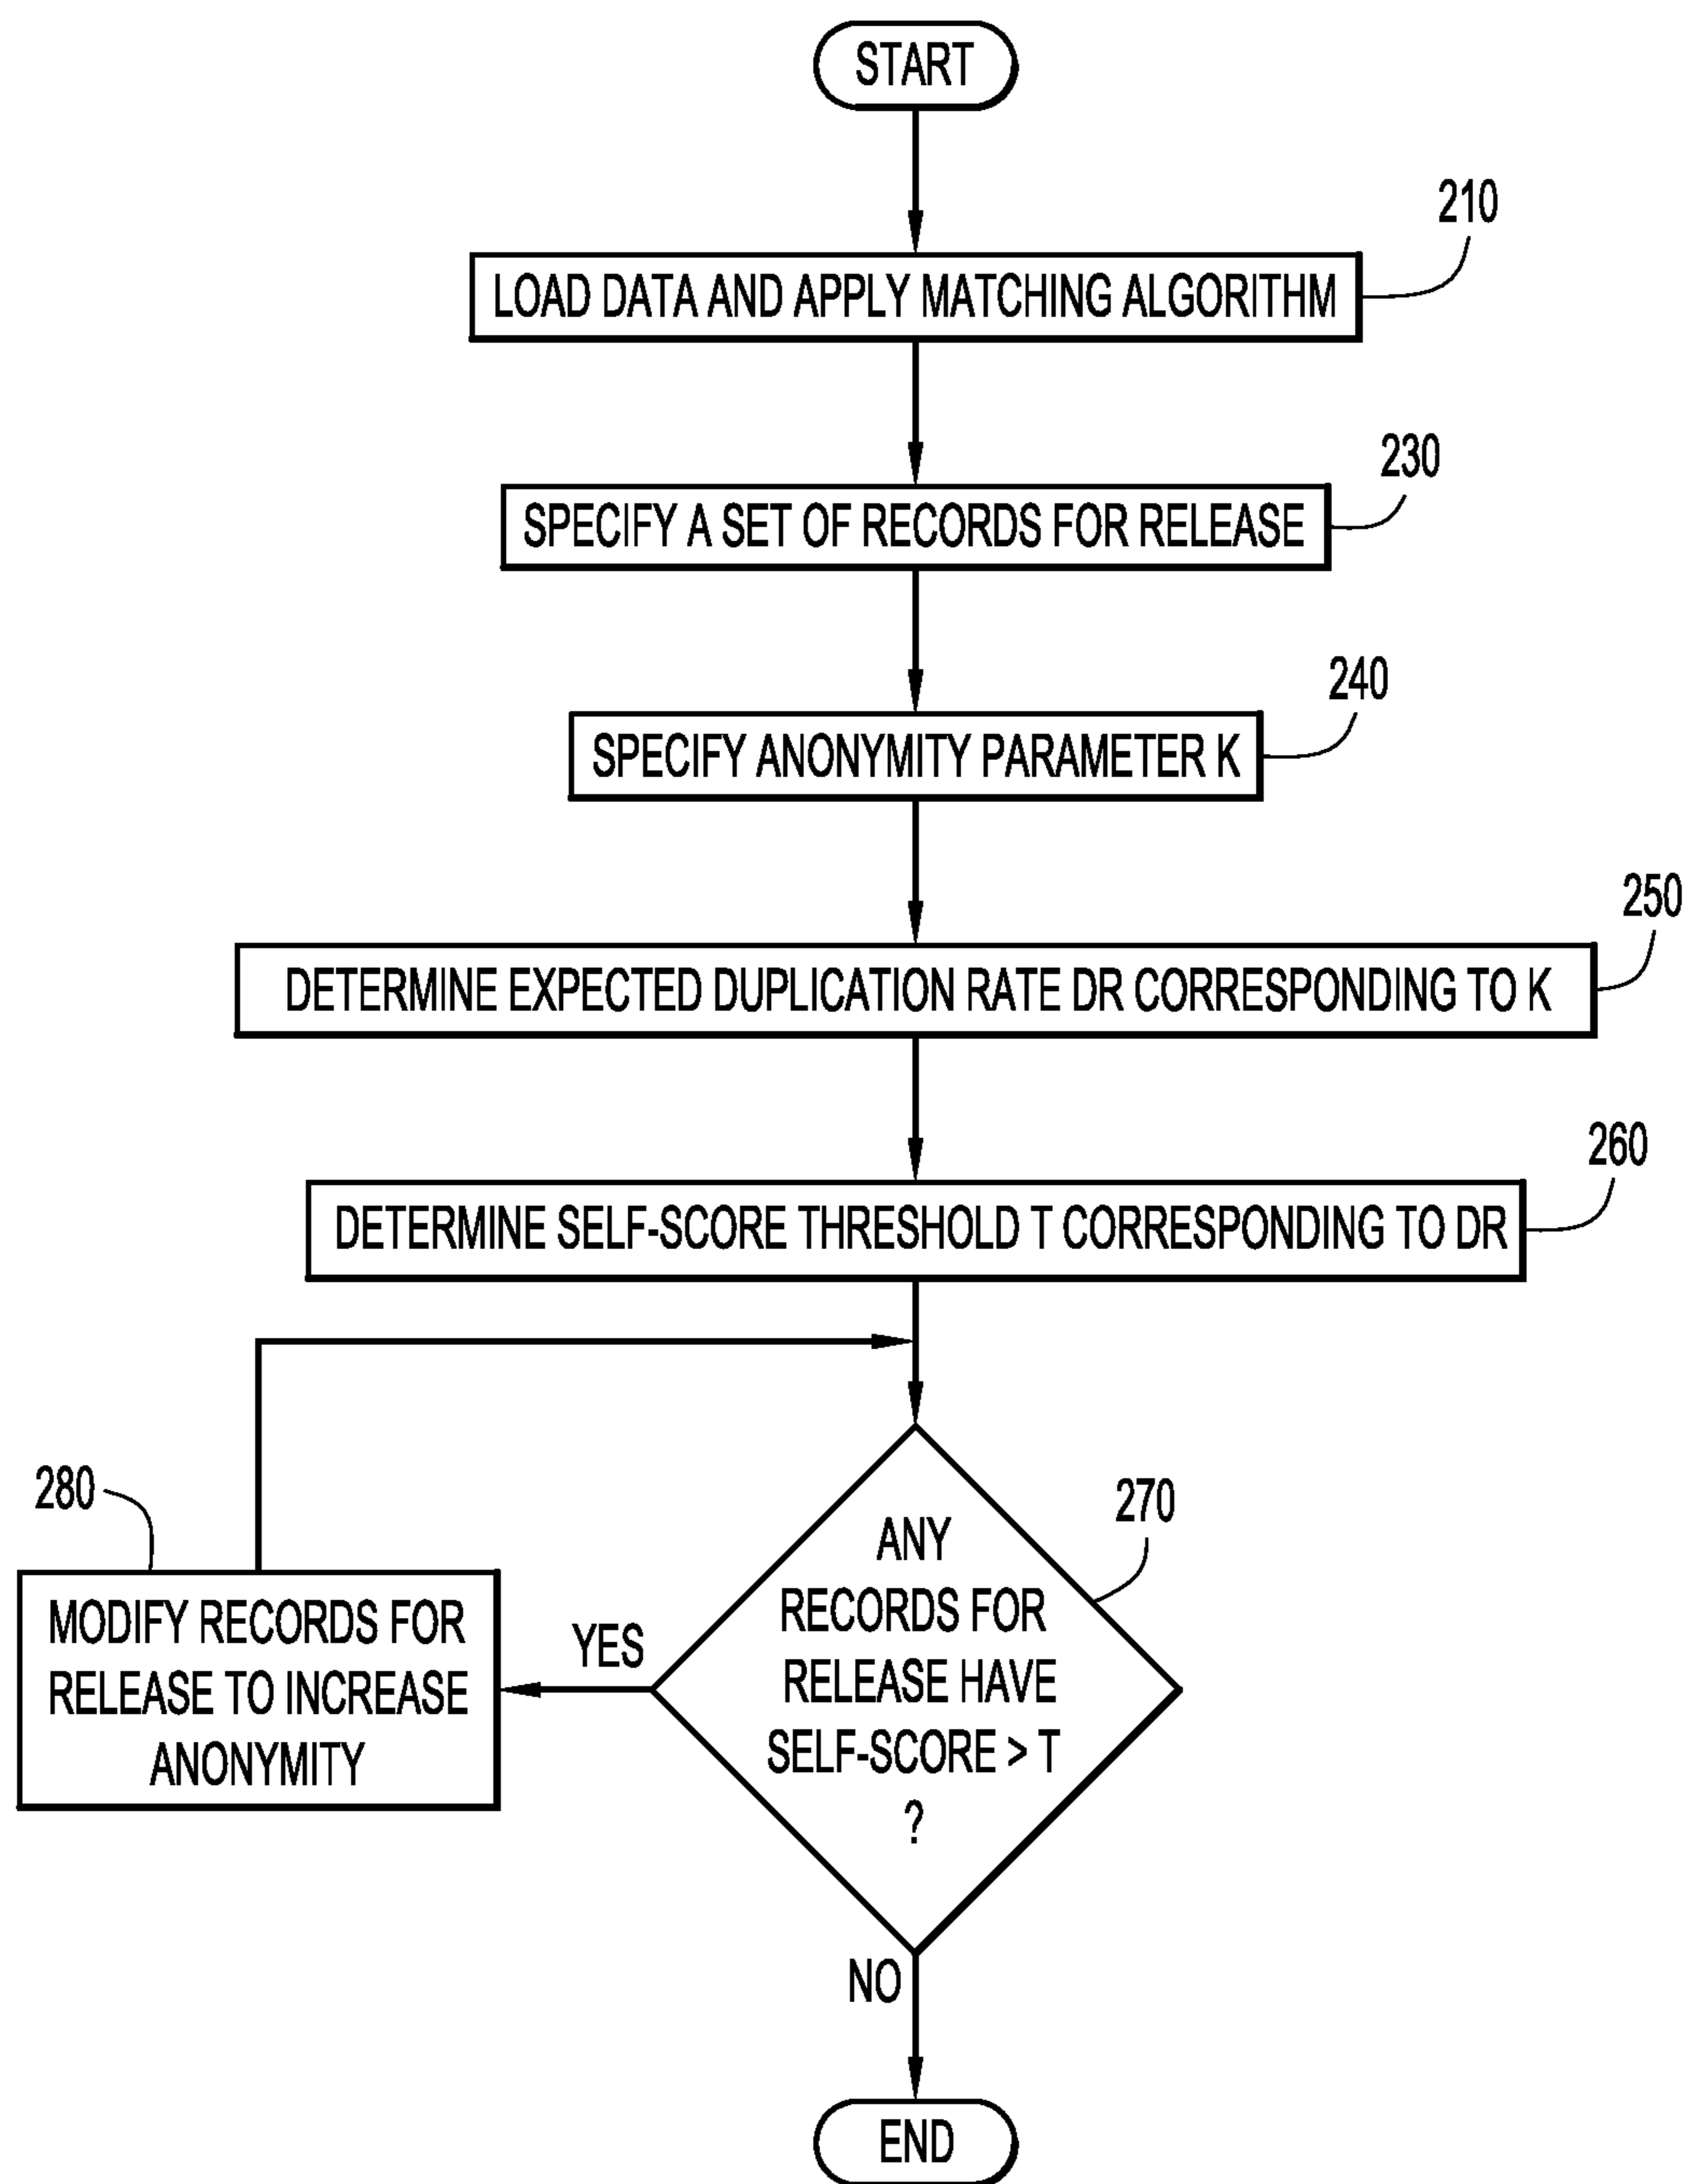 START
210
LOAD DATA AND APPLY MATCHING ALGORITHM
230
SPECIFY A SET OF RECORDS FOR RELEASE
240
SPECIFY ANONYMITY PARAMETER K
250
DETERMINE EXPECTED DUPLICATION RATE DR CORRESPONDING TO K
260
DETERMINE SELF-SCORE THRESHOLD T CORRESPONDING TO DR
280
MODIFY RECORDS FOR
RELEASE TO INCREASE
ANONYMITY
YES
270
ANY
RECORDS FOR
RELEASE HAVE
SELF-SCORE > T
?
NO
END